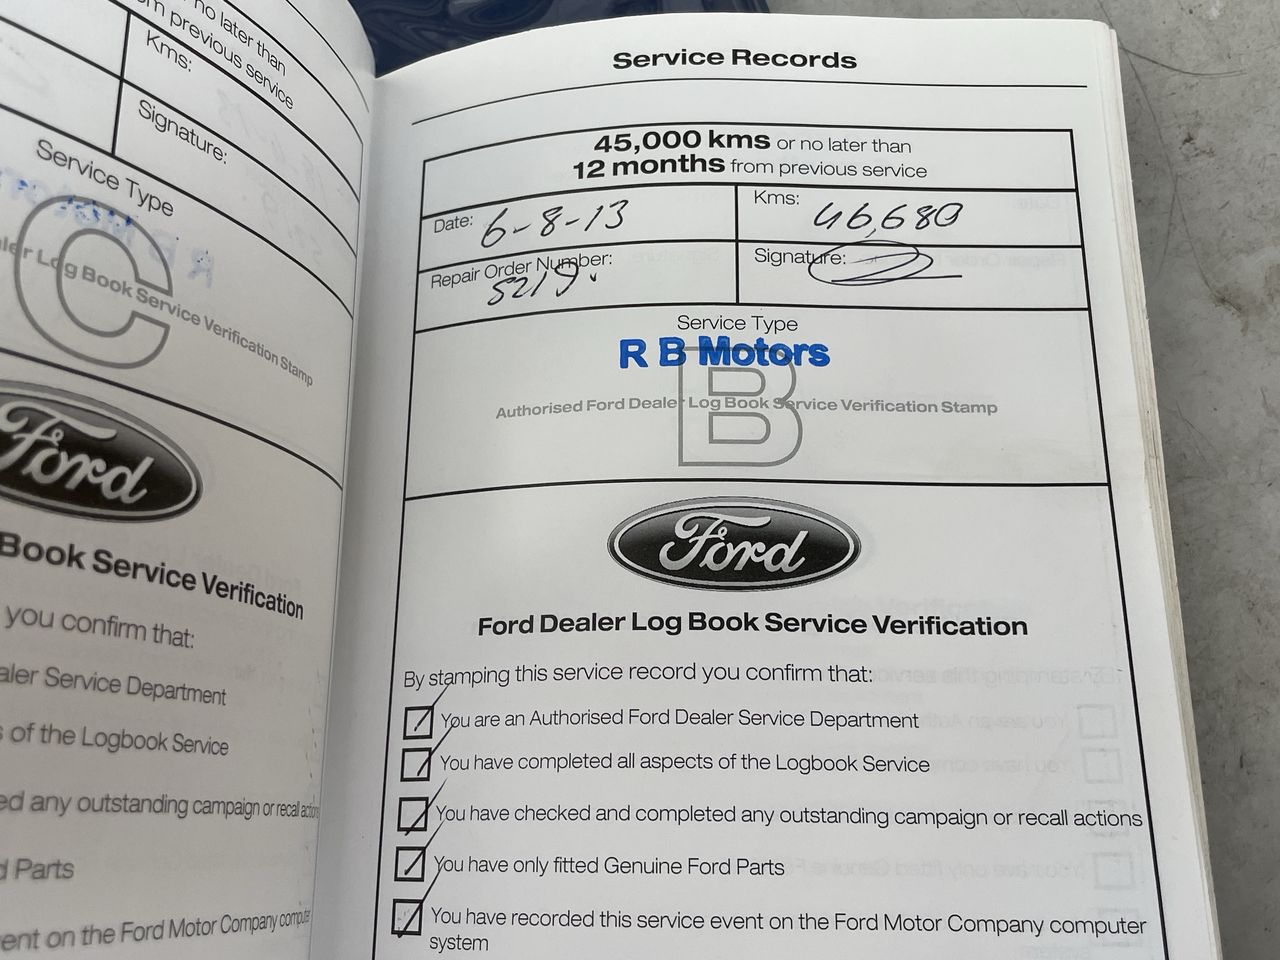 no later than
m previous service
Kms:
Signature:
Service Type
C
Log Book Service Verification Stamp
Ford
Book Service Verification
you confirm that:
aler Service Department
s of the Logbook Service
ed any outstanding campaign or recall actions
d Parts
ent on the Ford Motor Company computer
Service Records
45,000 kms or no later than
12 months from previous service
Date: 6-8-13
Kms: 46,680
Repair Order Number:
5219.
Signature:
Service Type
R B Motors
B
Authorised Ford Dealer Log Book Service Verification Stamp
Ford
Ford Dealer Log Book Service Verification
By stamping this service record you confirm that:
You are an Authorised Ford Dealer Service Department
You have completed all aspects of the Logbook Service
You have checked and completed any outstanding campaign or recall actions
You have only fitted Genuine Ford Parts
You have recorded this service event on the Ford Motor Company computer
system